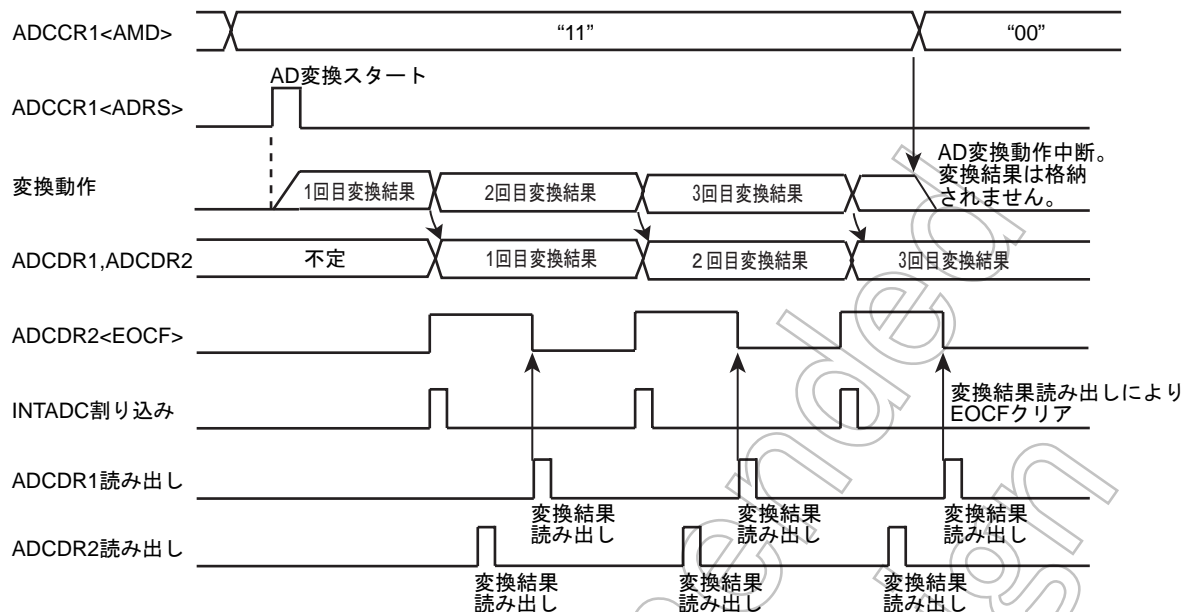 ADCCR1<AMD>
“11”
“00”
AD変換スタート
ADCCR1<ADRS>
AD変換動作中断。
変換結果は格納
されません。
変換動作
1回目変換結果
2回目変換結果
3回目変換結果
ADCDR1,ADCDR2
不定
1回目変換結果
2回目変換結果
3回目変換結果
ADCDR2<EOCF>
INTADC割り込み
変換結果読み出しにより
EOCFクリア
ADCDR1読み出し
変換結果
読み出し
変換結果
読み出し
変換結果
読み出し
ADCDR2読み出し
変換結果
読み出し
変換結果
読み出し
変換結果
読み出し